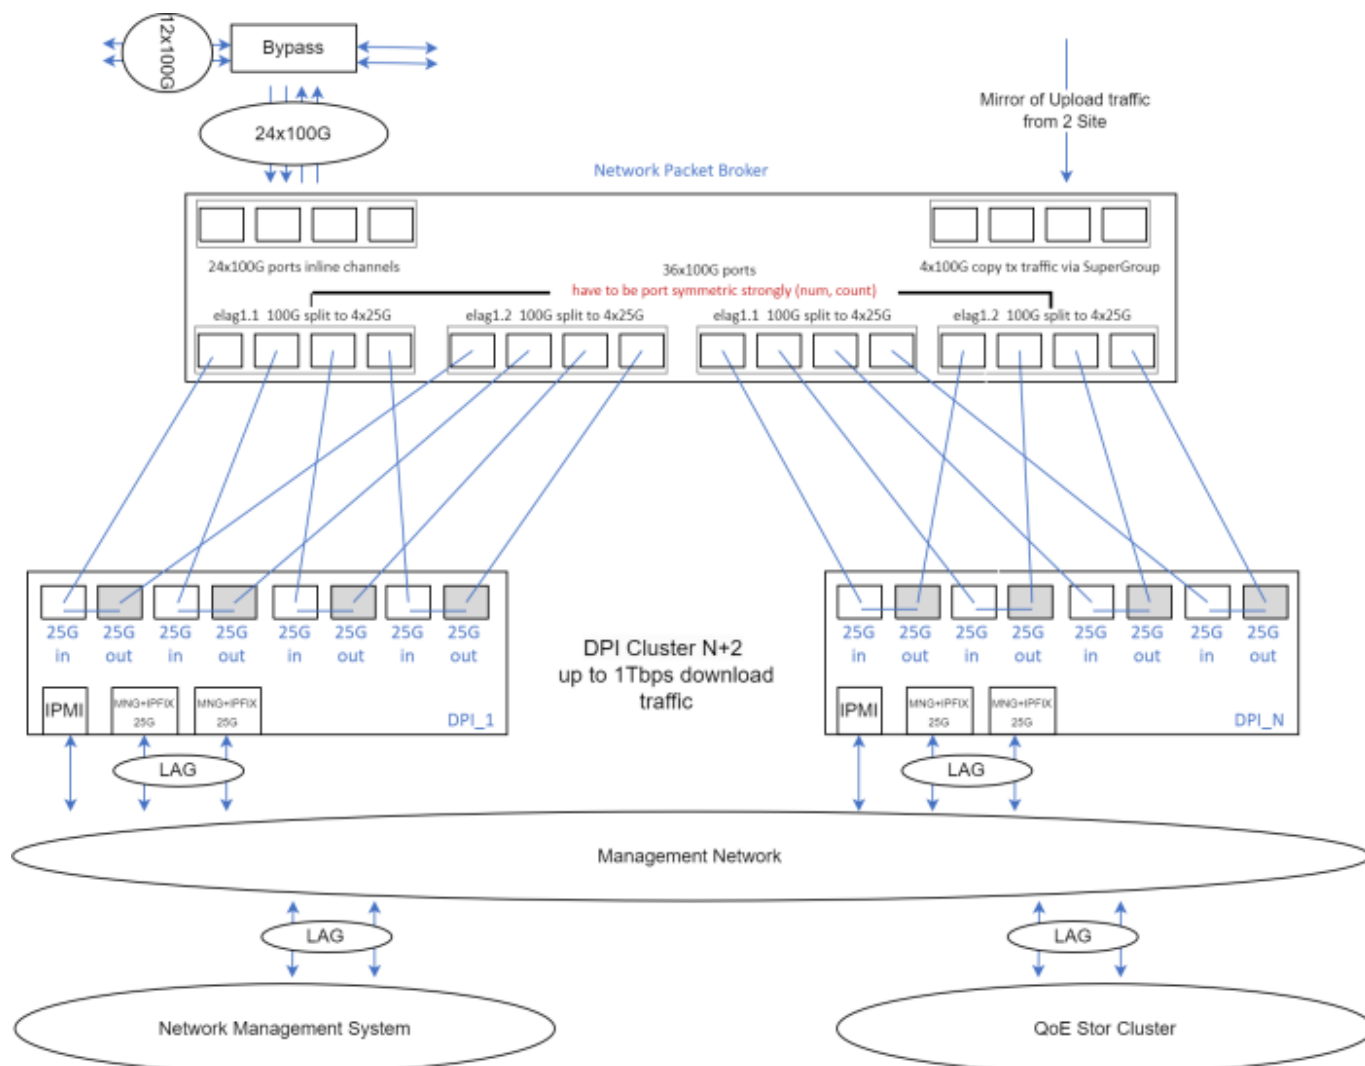 12x100G
Bypass
24x100G
Mirror of Upload traffic
from 2 Site
Network Packet Broker
24x100G ports inline channels
36x100G ports
4x100G copy tx traffic via SuperGroup
have to be port symmetric strongly (num, count)
elag1.1 100G split to 4x25G
elag1.2 100G split to 4x25G
elag1.1 100G split to 4x25G
elag1.2 100G split to 4x25G
25G 25G 25G 25G 25G 25G 25G 25G
in out in out in out in out
25G 25G 25G 25G 25G 25G 25G 25G
in out in out in out in out
DPI Cluster N+2
up to 1Tbps download
traffic
IPMI
MNG+IPFIX
25G
MNG+IPFIX
25G
DPI_1
IPMI
MNG+IPFIX
25G
MNG+IPFIX
25G
DPI_N
LAG
LAG
Management Network
LAG
LAG
Network Management System
QoE Stor Cluster